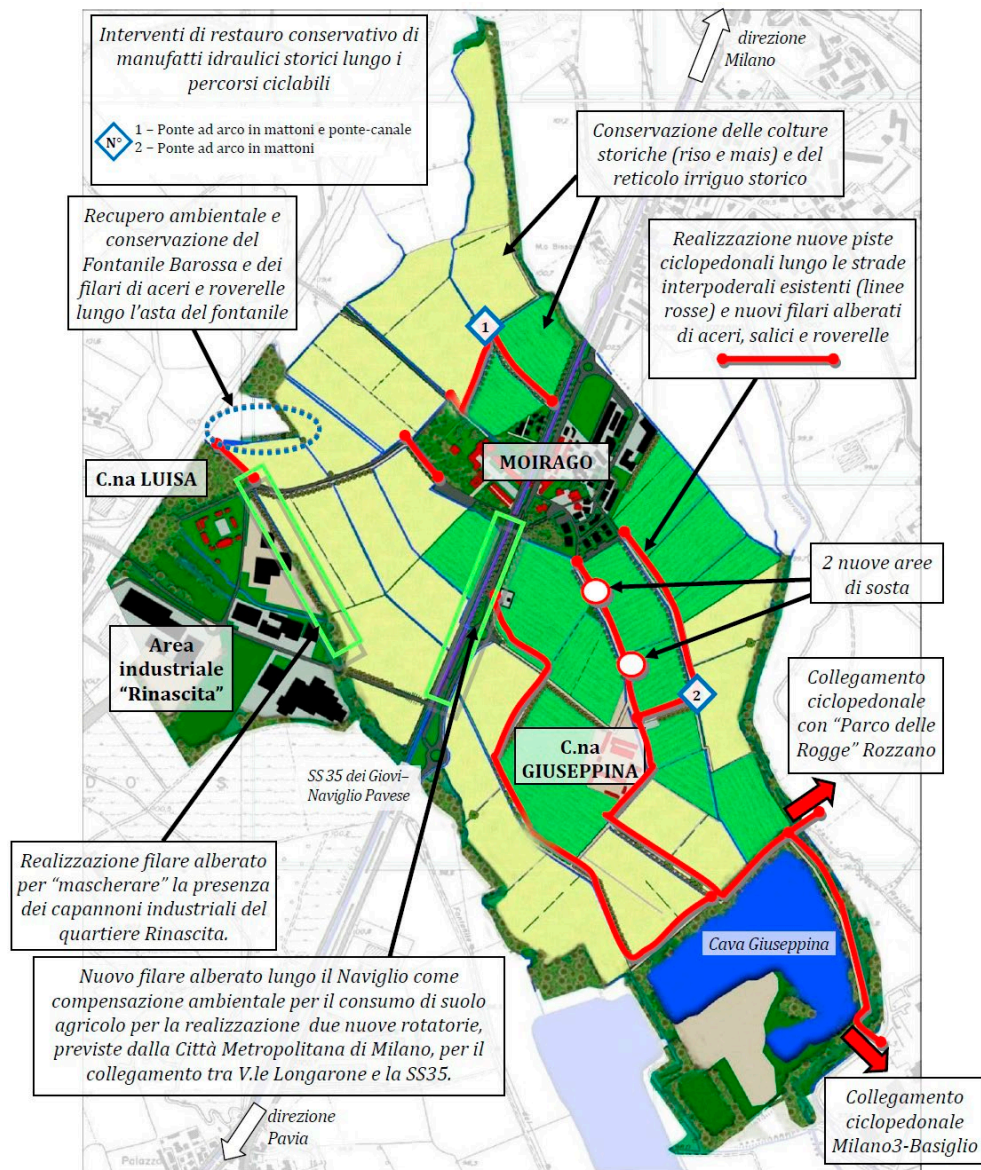 Interventi di restauro conservativo di
manufatti idraulici storici lungo i
percorsi ciclabili
N°
1 – Ponte ad arco in mattoni e ponte-canale
2 – Ponte ad arco in mattoni
direzione
Milano
Conservazione delle colture
storiche (riso e mais) e del
reticolo irriguo storico
Recupero ambientale e
conservazione del
Fontanile Barossa e dei
filari di aceri e roverelle
lungo l'asta del fontanile
Realizzazione nuove piste
ciclopedonali lungo le strade
interpoderali esistenti (linee
rosse) e nuovi filari alberati
di aceri, salici e roverelle
1
C.na LUISA
MOIRAGO
2 nuove aree
di sosta
Area
industriale
"Rinascita"
2
Collegamento
ciclopedonale
con "Parco delle
Rogge" Rozzano
C.na
GIUSEPPINA
SS 35 dei Giovi–
Naviglio Pavese
Realizzazione filare alberato
per "mascherare" la presenza
dei capannoni industriali del
quartiere Rinascita.
Cava Giuseppina
Nuovo filare alberato lungo il Naviglio come
compensazione ambientale per il consumo di suolo
agricolo per la realizzazione due nuove rotatorie,
previste dalla Città Metropolitana di Milano, per il
collegamento tra V.le Longarone e la SS35.
Collegamento
ciclopedonale
Milano3-Basiglio
direzione
Pavia